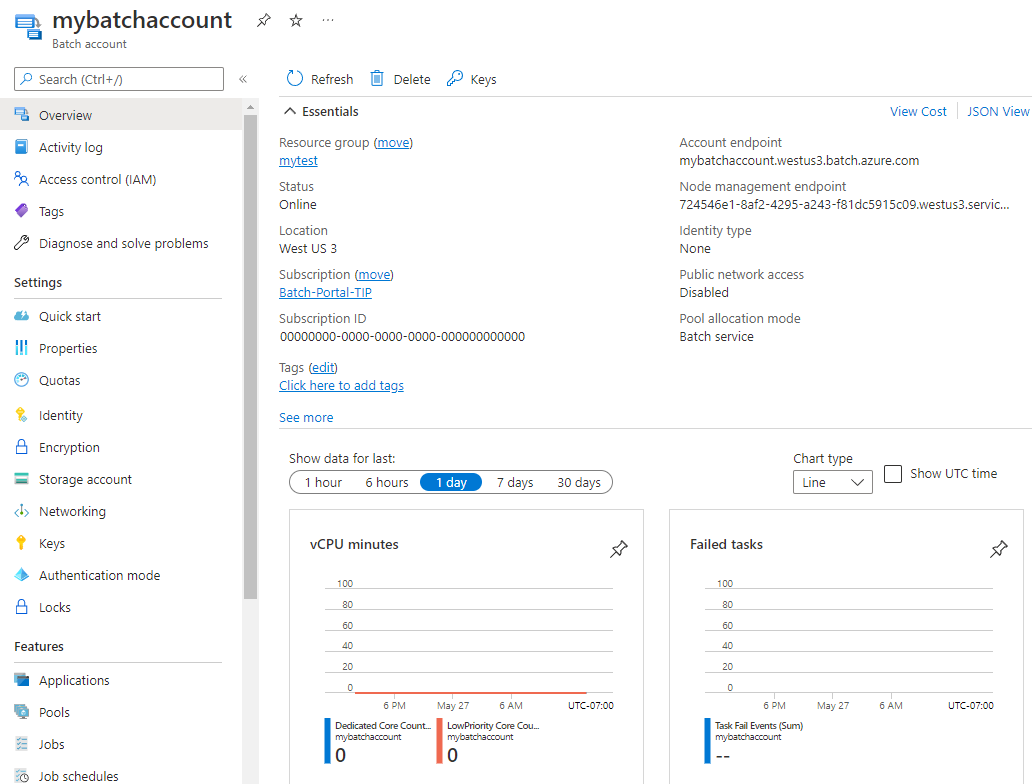 mybatchaccount
Batch account
Search (Ctrl+/)
Overview
Activity log
Access control (IAM)
Tags
Diagnose and solve problems
Settings
Quick start
Properties
Quotas
Identity
Encryption
Storage account
Networking
Keys
Authentication mode
Locks
Features
Applications
Pools
Jobs
Job schedules
Refresh Delete Keys
Essentials
View Cost JSON View
Resource group (move)
mytest
Status
Online
Location
West US 3
Subscription (move)
Batch-Portal-TIP
Subscription ID
00000000-0000-0000-0000-000000000000
Tags (edit)
Click here to add tags
See more
Account endpoint
mybatchaccount.westus3.batch.azure.com
Node management endpoint
724546e1-8af2-4295-a243-f81dc5915c09.westus3.servic...
Identity type
None
Public network access
Disabled
Pool allocation mode
Batch service
Show data for last:
1 hour 6 hours 1 day 7 days 30 days
Chart type
Line
Show UTC time
vCPU minutes
100
80
60
40
20
0
6 PM May 27 6 AM UTC-07:00
Dedicated Core Count...
mybatchaccount
0
LowPriority Core Cou...
mybatchaccount
0
Failed tasks
100
80
60
40
20
0
6 PM May 27 6 AM UTC-07:00
Task Fail Events (Sum)
mybatchaccount
--